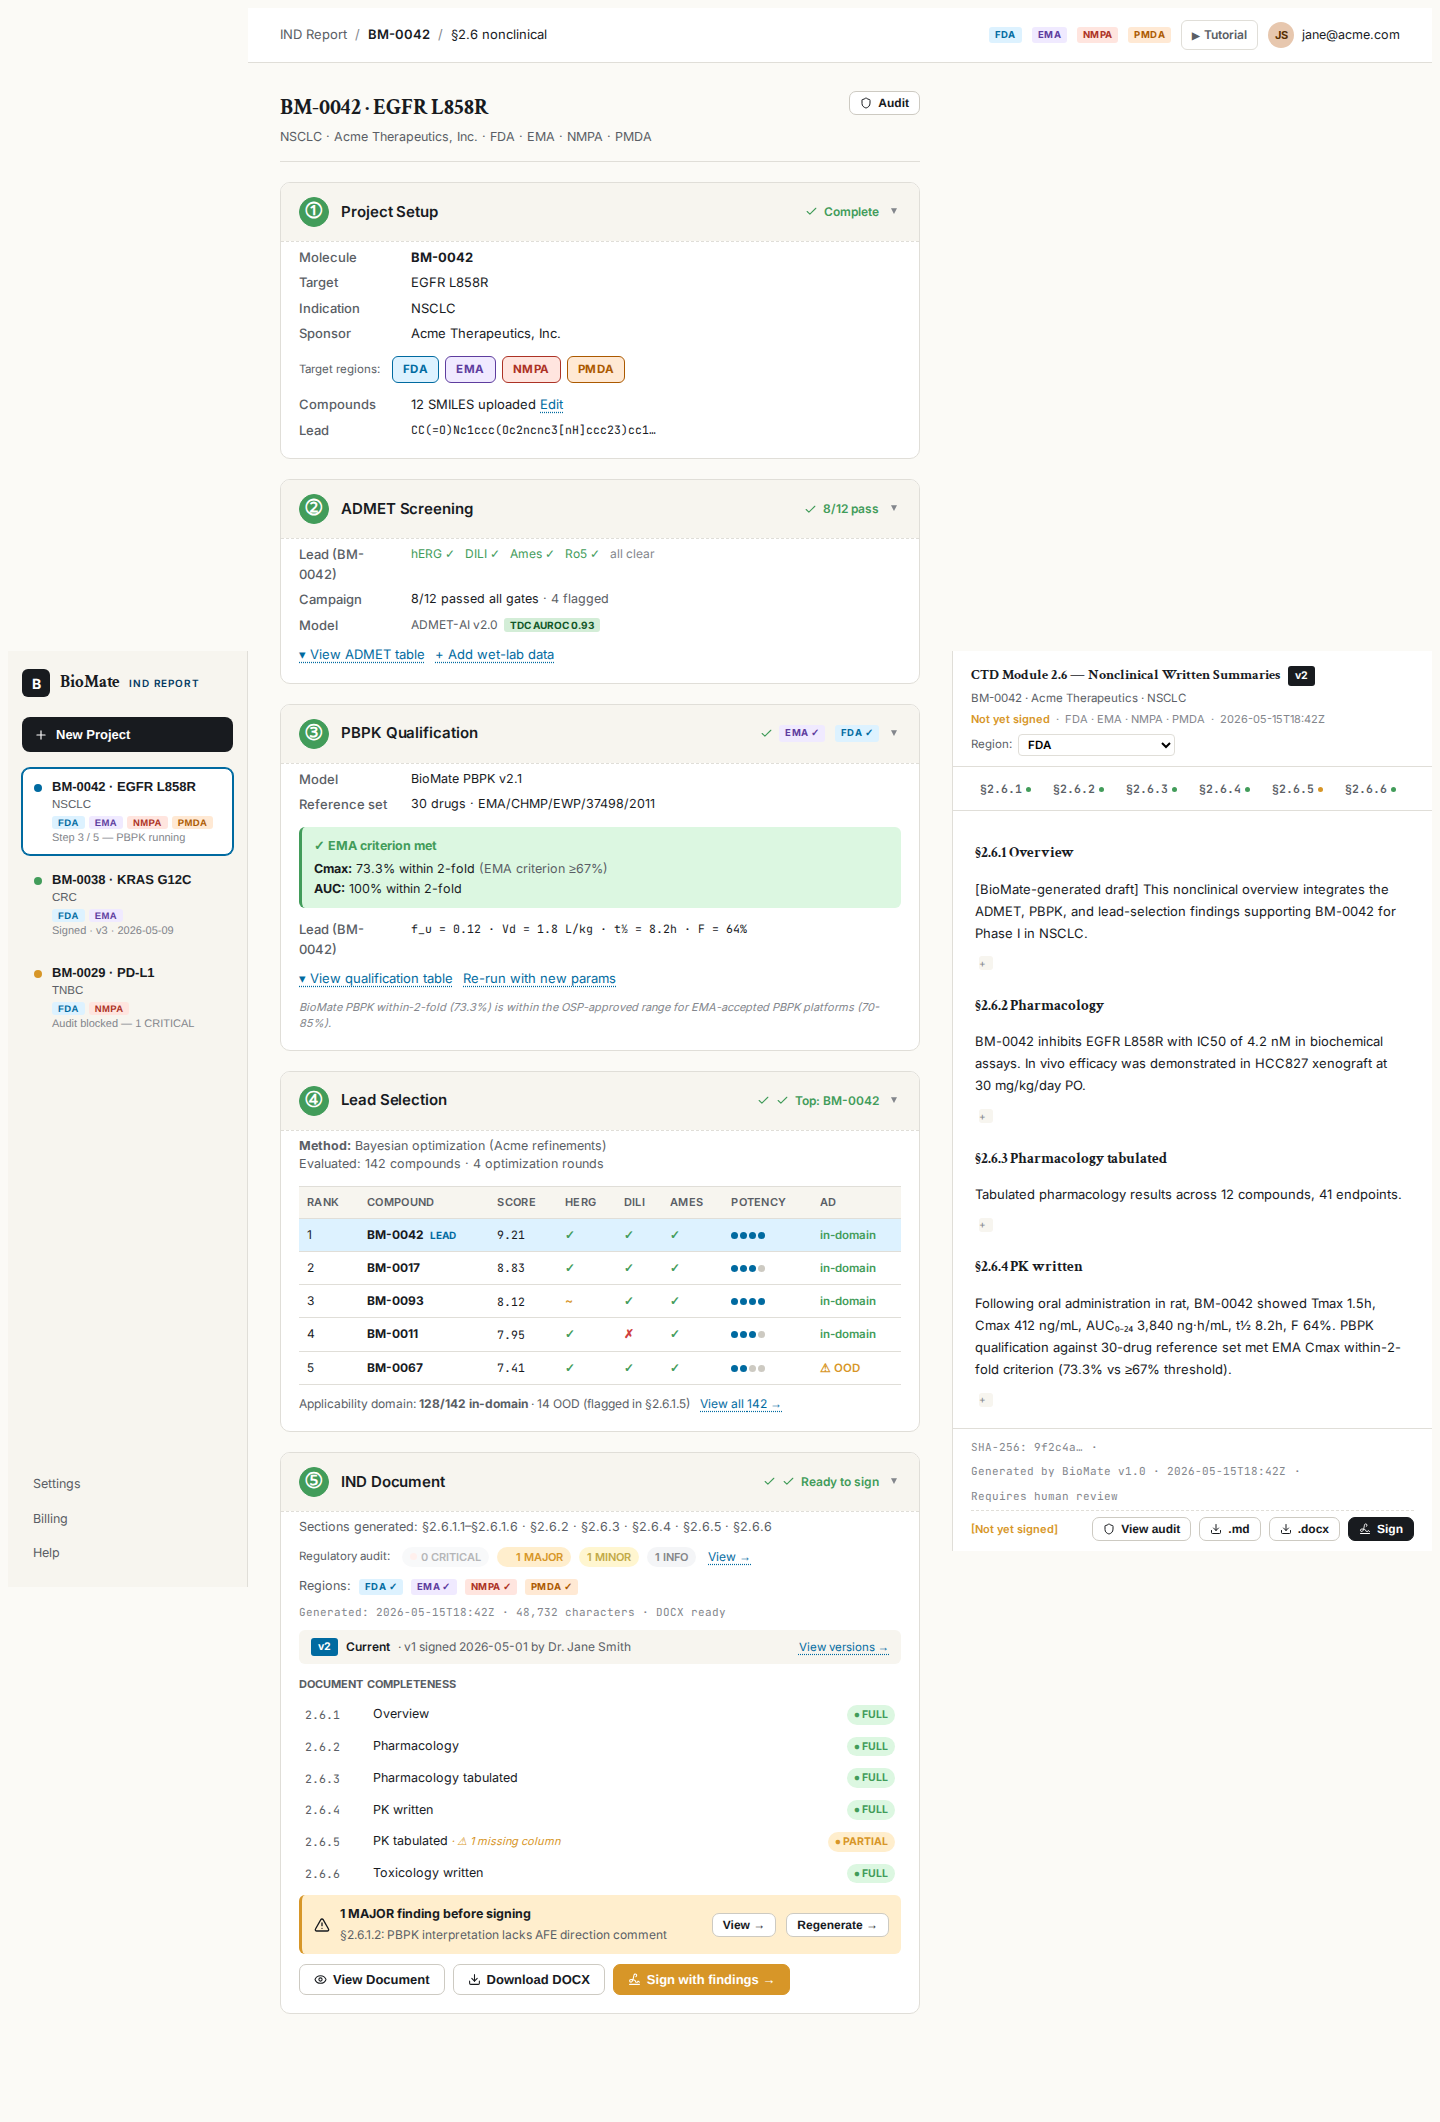 IND Report / BM-0042 / §2.6 nonclinical
FDA EMA NMPA PMDA ▶ Tutorial JS jane@acme.com
BM-0042 · EGFR L858R
Audit
NSCLC · Acme Therapeutics, Inc. · FDA · EMA · NMPA · PMDA
① Project Setup ✓ Complete ▼
Molecule BM-0042
Target EGFR L858R
Indication NSCLC
Sponsor Acme Therapeutics, Inc.
Target regions: FDA EMA NMPA PMDA
Compounds 12 SMILES uploaded Edit
Lead CC(=O)Nc1ccc(Oc2ncnc3[nH]ccc23)cc1…
② ADMET Screening ✓ 8/12 pass ▼
Lead (BM-0042) hERG ✓ DILI ✓ Ames ✓ Ro5 ✓ all clear
Campaign 8/12 passed all gates · 4 flagged
Model ADMET-AI v2.0 TDC AUROC 0.93
▾ View ADMET table + Add wet-lab data
③ PBPK Qualification ✓ EMA ✓ FDA ✓ ▼
Model BioMate PBPK v2.1
Reference set 30 drugs · EMA/CHMP/EWP/37498/2011
✓ EMA criterion met
Cmax: 73.3% within 2-fold (EMA criterion ≥67%)
AUC: 100% within 2-fold
Lead (BM-0042) f_u = 0.12 · Vd = 1.8 L/kg · t½ = 8.2h · F = 64%
▾ View qualification table Re-run with new params
BioMate PBPK within-2-fold (73.3%) is within the OSP-approved range for EMA-accepted PBPK platforms (70-
85%).
④ Lead Selection ✓ ✓ Top: BM-0042 ▼
Method: Bayesian optimization (Acme refinements)
Evaluated: 142 compounds · 4 optimization rounds
RANK COMPOUND SCORE HERG DILI AMES POTENCY AD
1 BM-0042 LEAD 9.21 ✓ ✓ ✓ ●●●● in-domain
2 BM-0017 8.83 ✓ ✓ ✓ ●●●● in-domain
3 BM-0093 8.12 ~ ✓ ✓ ●●●● in-domain
4 BM-0011 7.95 ✓ ✗ ✓ ●●●● in-domain
5 BM-0067 7.41 ✓ ✓ ✓ ●●●● ⚠ OOD
Applicability domain: 128/142 in-domain · 14 OOD (flagged in §2.6.1.5) View all 142 →
⑤ IND Document ✓ ✓ Ready to sign ▼
Sections generated: §2.6.1.1–§2.6.1.6 · §2.6.2 · §2.6.3 · §2.6.4 · §2.6.5 · §2.6.6
Regulatory audit: 0 CRITICAL 1 MAJOR 1 MINOR 1 INFO View →
Regions: FDA ✓ EMA ✓ NMPA ✓ PMDA ✓
Generated: 2026-05-15T18:42Z · 48,732 characters · DOCX ready
v2 Current · v1 signed 2026-05-01 by Dr. Jane Smith View versions →
DOCUMENT COMPLETENESS
2.6.1 Overview ● FULL
2.6.2 Pharmacology ● FULL
2.6.3 Pharmacology tabulated ● FULL
2.6.4 PK written ● FULL
2.6.5 PK tabulated · ⚠ 1 missing column ● PARTIAL
2.6.6 Toxicology written ● FULL
1 MAJOR finding before signing
§2.6.1.2: PBPK interpretation lacks AFE direction comment
View → Regenerate →
View Document Download DOCX Sign with findings →
B BioMate IND REPORT
+ New Project
BM-0042 · EGFR L858R
NSCLC
FDA EMA NMPA PMDA
Step 3 / 5 — PBPK running
BM-0038 · KRAS G12C
CRC
FDA EMA
Signed · v3 · 2026-05-09
BM-0029 · PD-L1
TNBC
FDA NMPA
Audit blocked — 1 CRITICAL
Settings
Billing
Help
CTD Module 2.6 — Nonclinical Written Summaries v2
BM-0042 · Acme Therapeutics · NSCLC
Not yet signed · FDA · EMA · NMPA · PMDA · 2026-05-15T18:42Z
Region: FDA
§2.6.1 ● §2.6.2 ● §2.6.3 ● §2.6.4 ● §2.6.5 ● §2.6.6 ●
§2.6.1 Overview
[BioMate-generated draft] This nonclinical overview integrates the
ADMET, PBPK, and lead-selection findings supporting BM-0042 for
Phase I in NSCLC.
+
§2.6.2 Pharmacology
BM-0042 inhibits EGFR L858R with IC50 of 4.2 nM in biochemical
assays. In vivo efficacy was demonstrated in HCC827 xenograft at
30 mg/kg/day PO.
+
§2.6.3 Pharmacology tabulated
Tabulated pharmacology results across 12 compounds, 41 endpoints.
+
§2.6.4 PK written
Following oral administration in rat, BM-0042 showed Tmax 1.5h,
Cmax 412 ng/mL, AUC₀₋₂₄ 3,840 ng·h/mL, t½ 8.2h, F 64%. PBPK
qualification against 30-drug reference set met EMA Cmax within-2-
fold criterion (73.3% vs ≥67% threshold).
+
SHA-256: 9f2c4a… ·
Generated by BioMate v1.0 · 2026-05-15T18:42Z ·
Requires human review
[Not yet signed] View audit .md .docx Sign